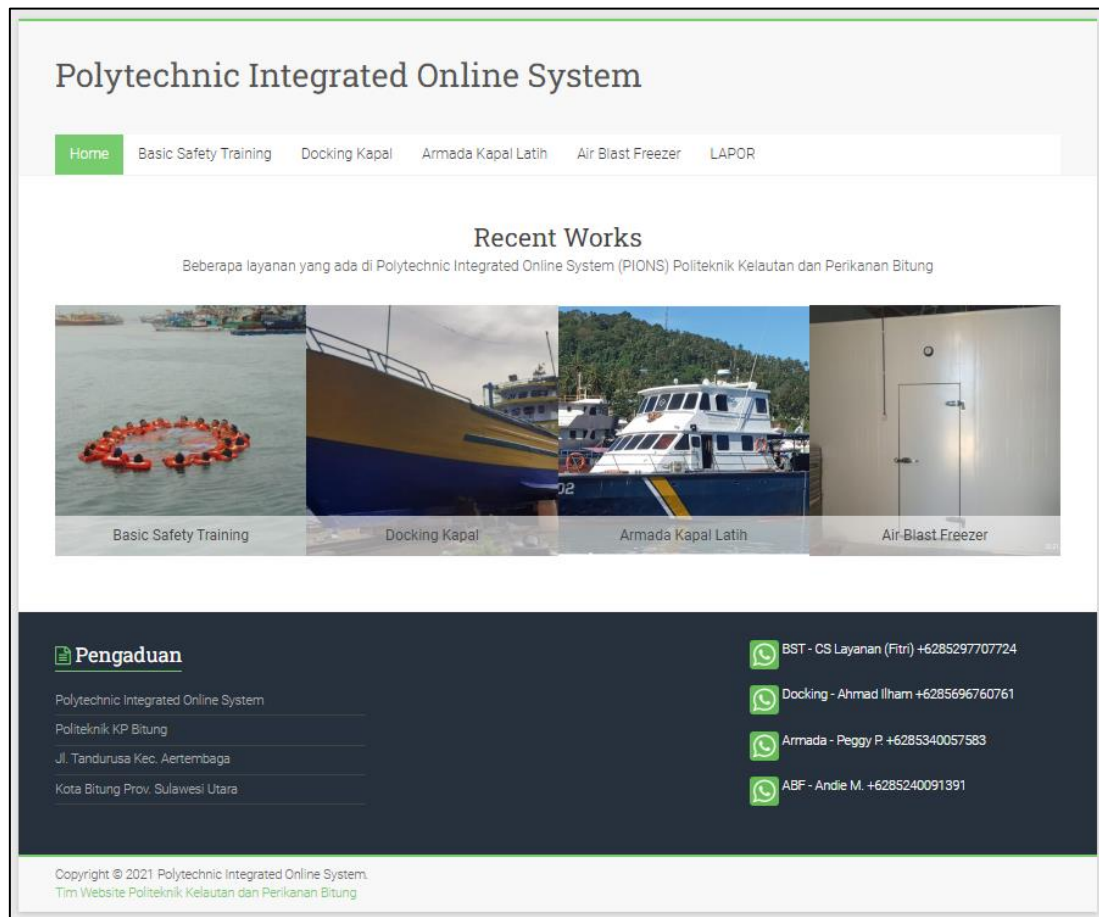 Polytechnic Integrated Online System
Home Basic Safety Training Docking Kapal Armada Kapal Latih Air Blast Freezer LAPOR
Recent Works
Beberapa layanan yang ada di Polytechnic Integrated Online System (PIONS) Politeknik Kelautan dan Perikanan Bitung
02
Basic Safety Training Docking Kapal Armada Kapal Latih Air Blast Freezer
Pengaduan
Polytechnic Integrated Online System
Politeknik KP Bitung
Jl. Tandurusa Kec. Aertembaga
Kota Bitung Prov. Sulawesi Utara
BST - CS Layanan (Fitri) +6285297707724
Docking - Ahmad Ilham +6285696760761
Armada - Peggy P. +6285340057583
ABF - Andie M. +6285240091391
Copyright © 2021 Polytechnic Integrated Online System.
Tim Website Politeknik Kelautan dan Perikanan Bitung